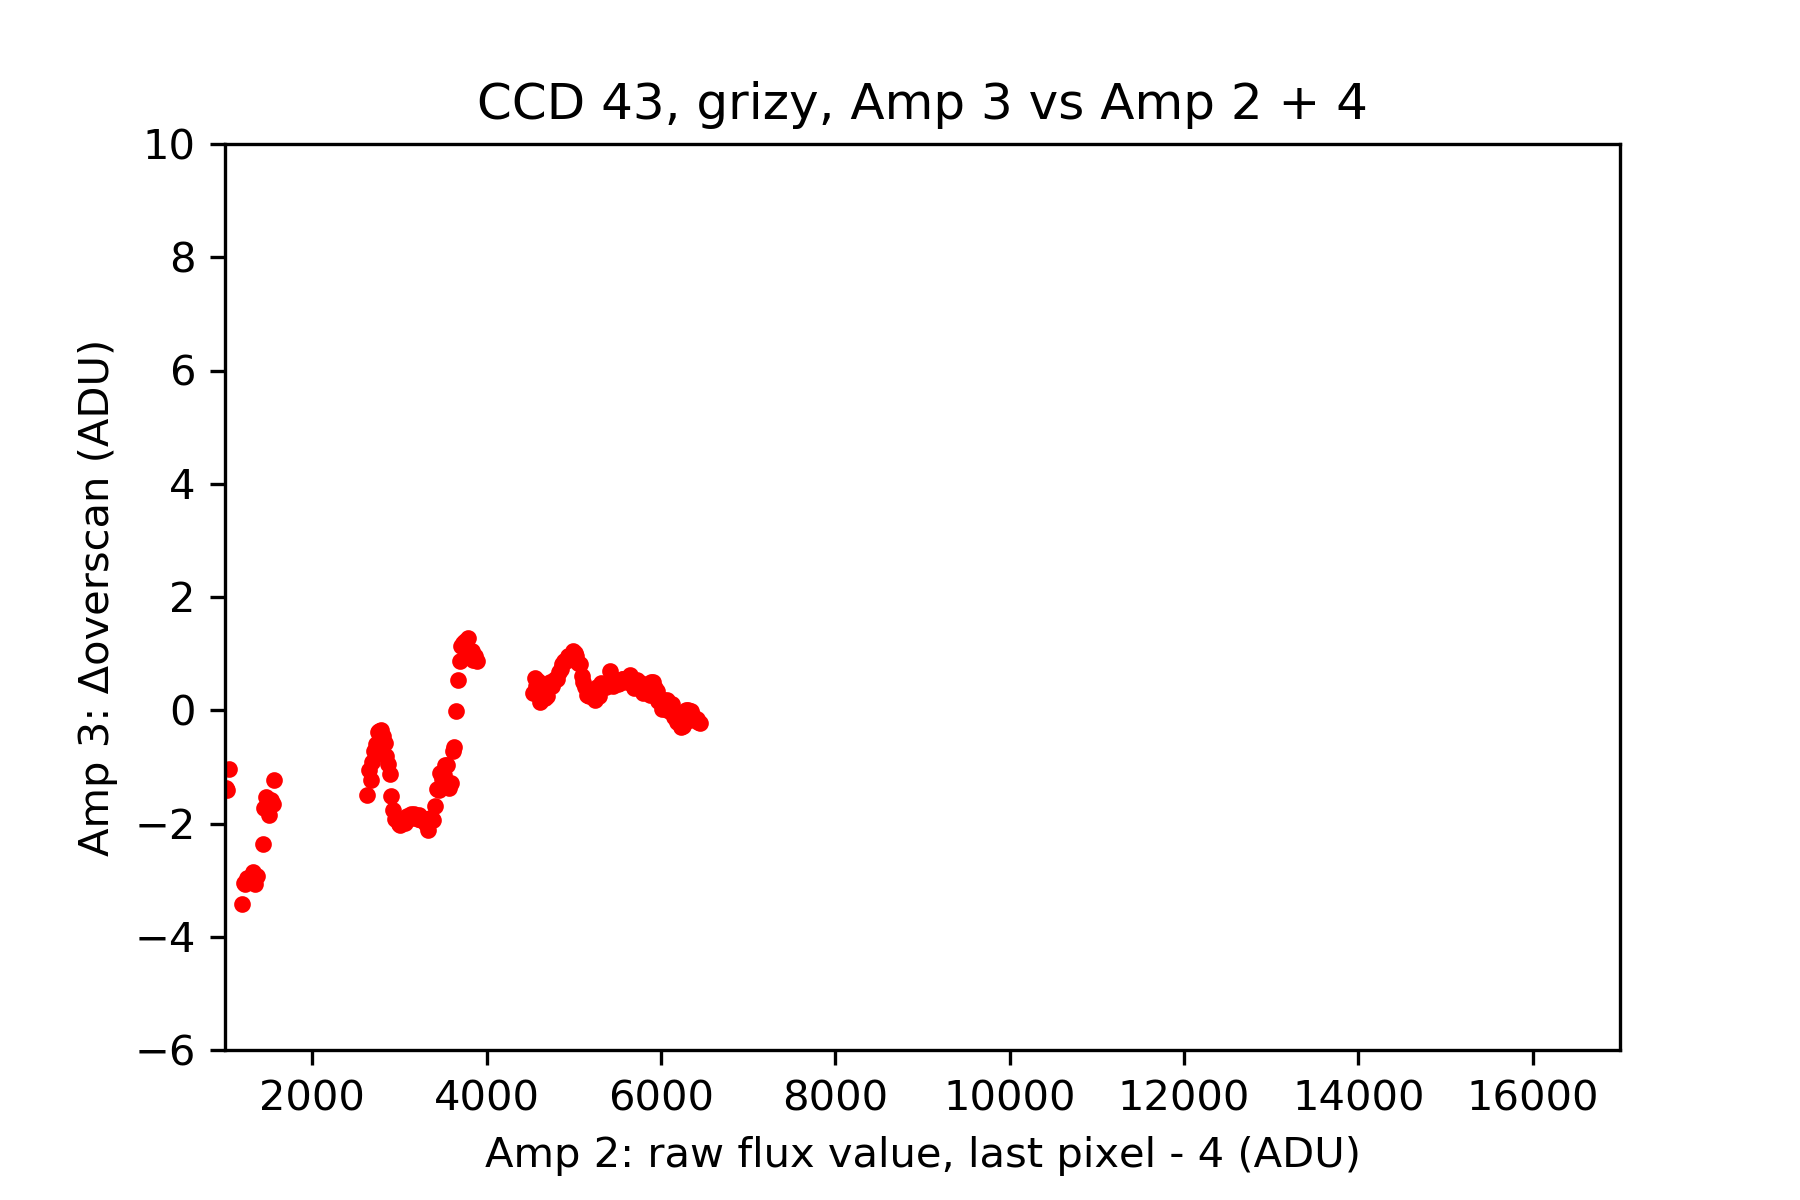 CCD 43, grizy, Amp 3 vs Amp 2 + 4
10
8
6
4
2
0
−2
−4
−6
Amp 3: Δoverscan (ADU)
2000 4000 6000 8000 10000 12000 14000 16000
Amp 2: raw flux value, last pixel - 4 (ADU)